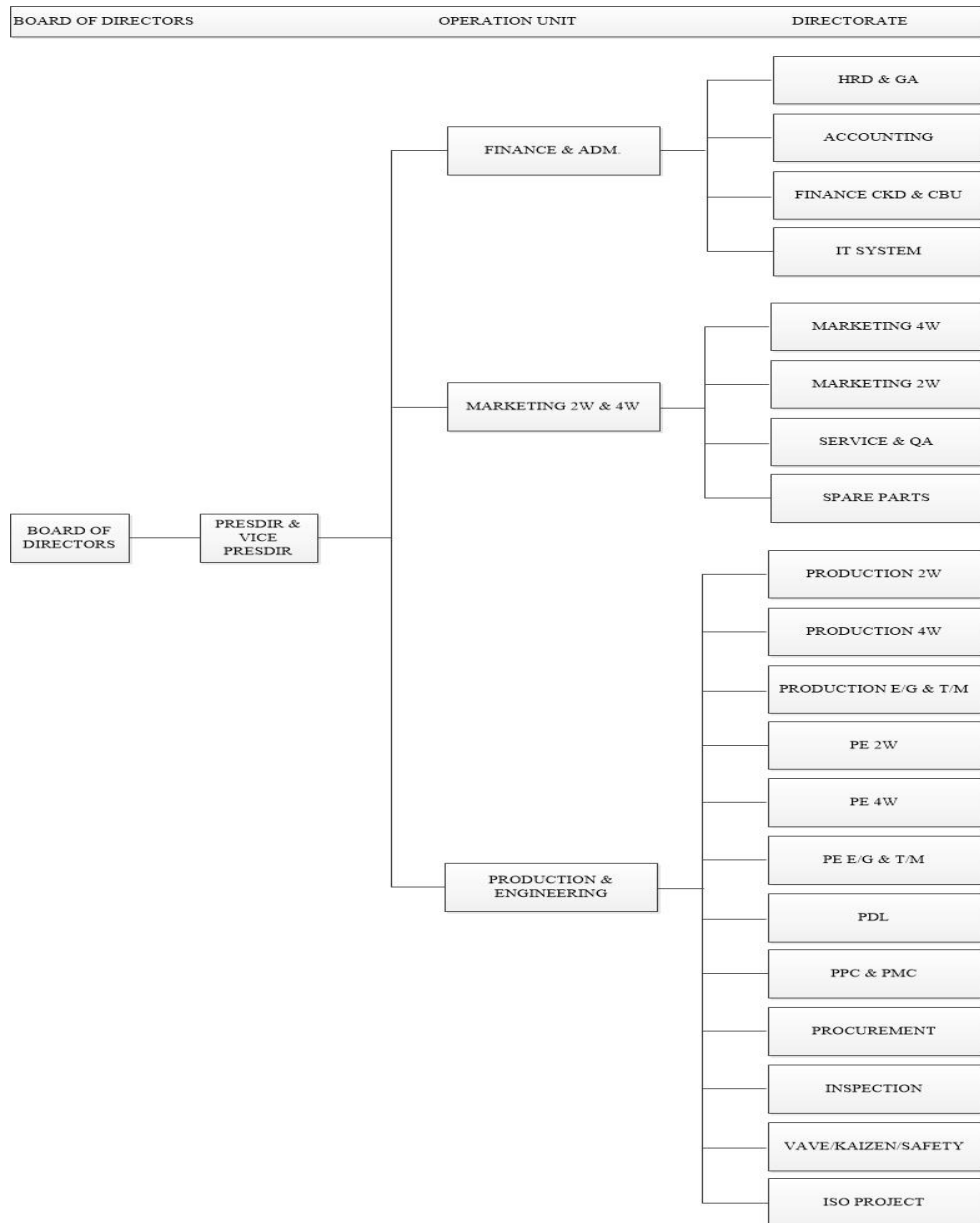 BOARD OF DIRECTORS
OPERATION UNIT
DIRECTORATE
HRD & GA
FINANCE & ADM.
ACCOUNTING
FINANCE CKD & CBU
IT SYSTEM
MARKETING 4W
MARKETING 2W
MARKETING 2W & 4W
SERVICE & QA
SPARE PARTS
BOARD OF
DIRECTORS
PRESDIR &
VICE
PRESDIR
PRODUCTION 2W
PRODUCTION 4W
PRODUCTION E/G & T/M
PE 2W
PE 4W
PE E/G & T/M
PRODUCTION &
ENGINEERING
PDL
PPC & PMC
PROCUREMENT
INSPECTION
VAVE/KAIZEN/SAFETY
ISO PROJECT